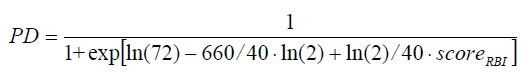 PD = 1 / 1+exp[ln(72) − 660/40 · ln(2) + ln(2)/40 · score_RBI]